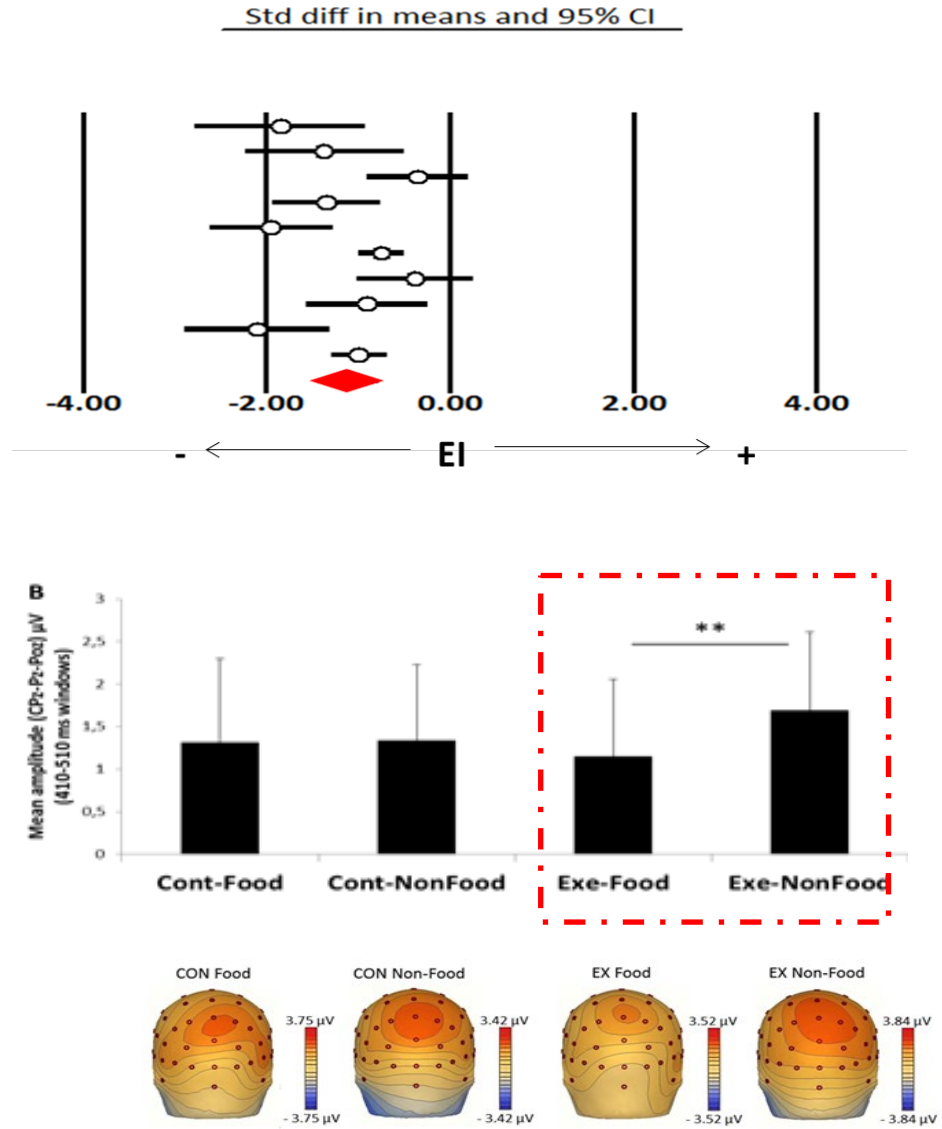 Std diff in means and 95% CI
-4.00 -2.00 0.00 2.00 4.00
- EI +
B
Mean amplitude (CPz-Pz-Poz) µV
(410-510 ms windows)
3
2,5
2
1,5
1
0,5
0
**
Cont-Food Cont-NonFood Exe-Food Exe-NonFood
CON Food CON Non-Food EX Food EX Non-Food
3.75 µV 3.42 µV 3.52 µV 3.84 µV
- 3.75 µV - 3.42 µV - 3.52 µV - 3.84 µV